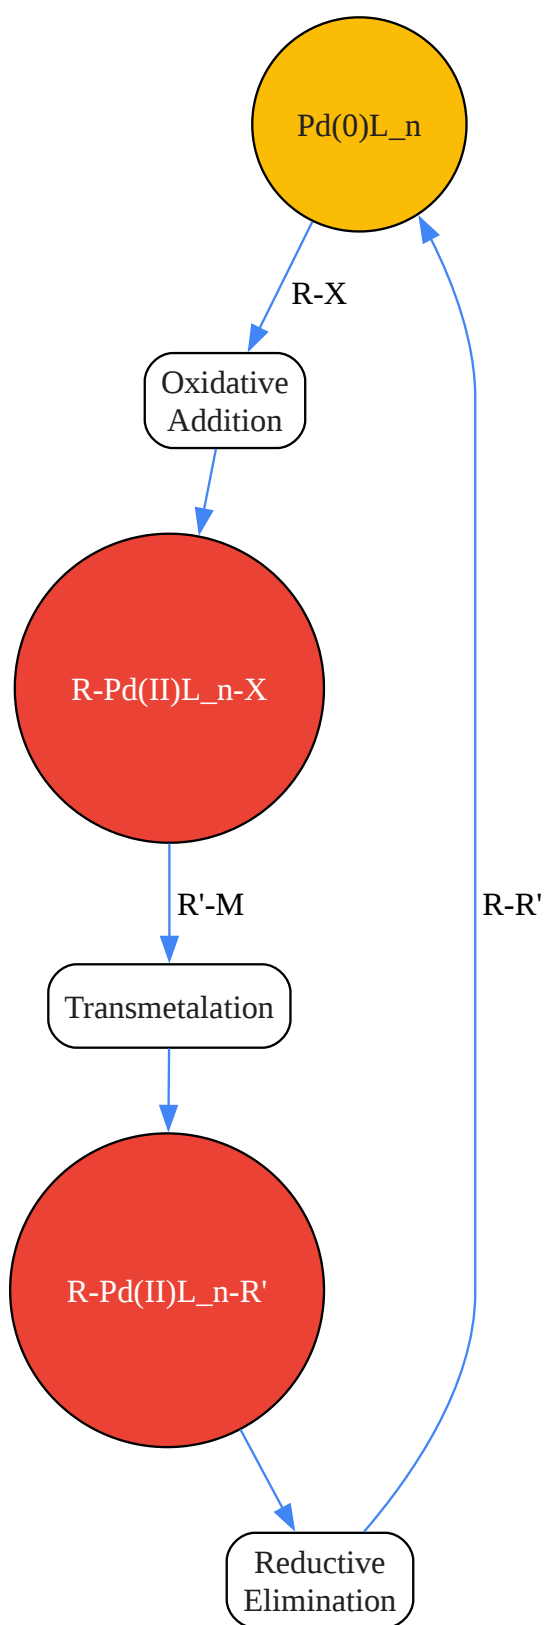 Pd(0)L_n
R-X
Oxidative
Addition
R-Pd(II)L_n-X
R'-M
R-R'
Transmetalation
R-Pd(II)L_n-R'
Reductive
Elimination